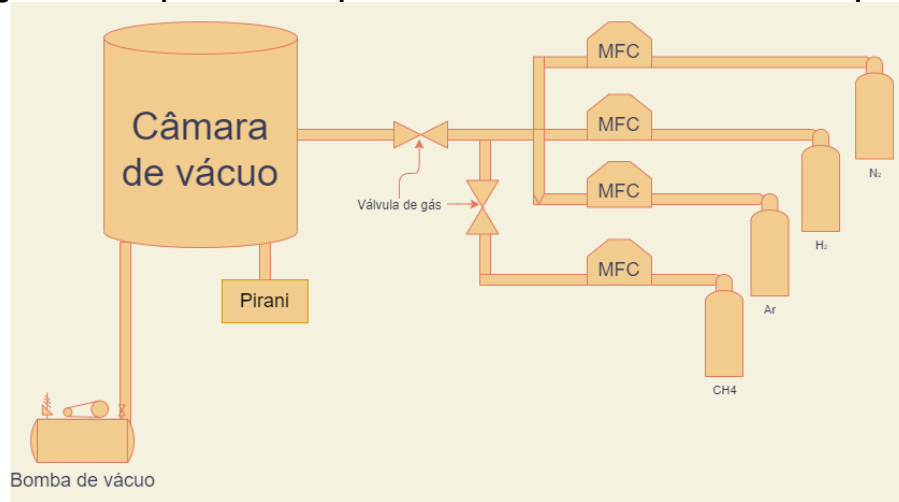 Câmara
de vácuo
MFC
MFC
MFC
MFC
Válvula de gás
N₂
H₂
Ar
CH4
Pirani
Bomba de vácuo